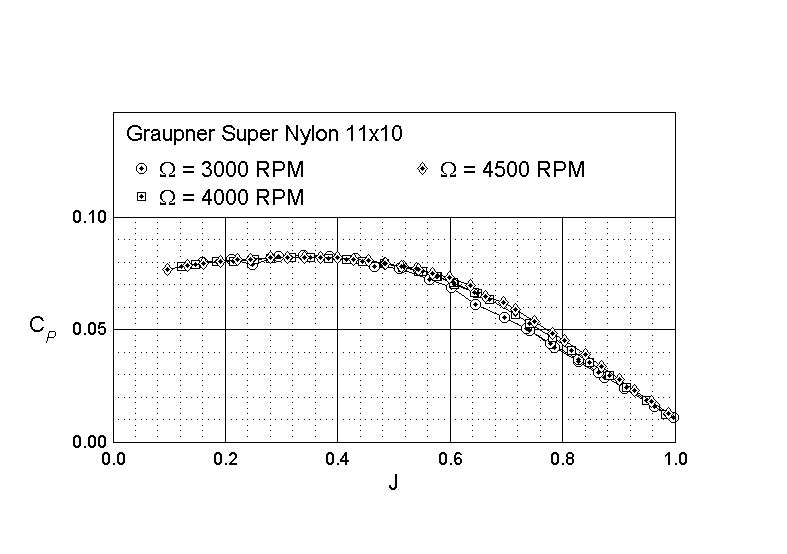 Graupner Super Nylon 11x10
Ω = 3000 RPM
Ω = 4500 RPM
Ω = 4000 RPM
0.10
0.05
0.00
C_P
0.0 0.2 0.4 0.6 0.8 1.0
J